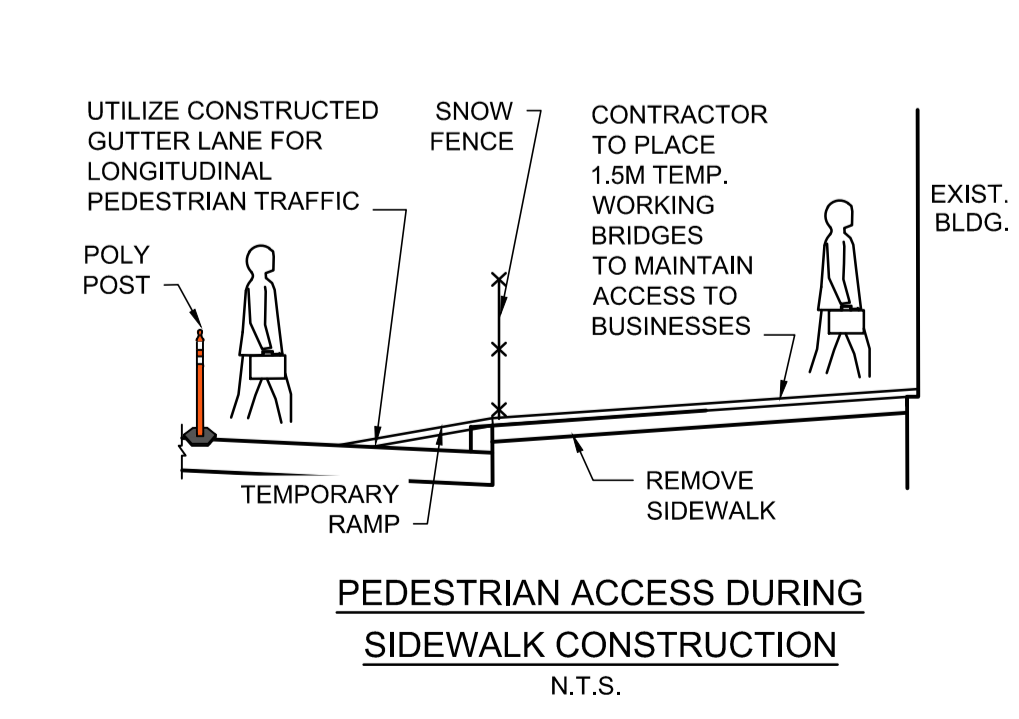 UTILIZE CONSTRUCTED
GUTTER LANE FOR
LONGITUDINAL
PEDESTRIAN TRAFFIC
SNOW
FENCE
CONTRACTOR
TO PLACE
1.5M TEMP.
WORKING
BRIDGES
TO MAINTAIN
ACCESS TO
BUSINESSES
EXIST.
BLDG.
POLY
POST
TEMPORARY
RAMP
REMOVE
SIDEWALK
PEDESTRIAN ACCESS DURING
SIDEWALK CONSTRUCTION
N.T.S.